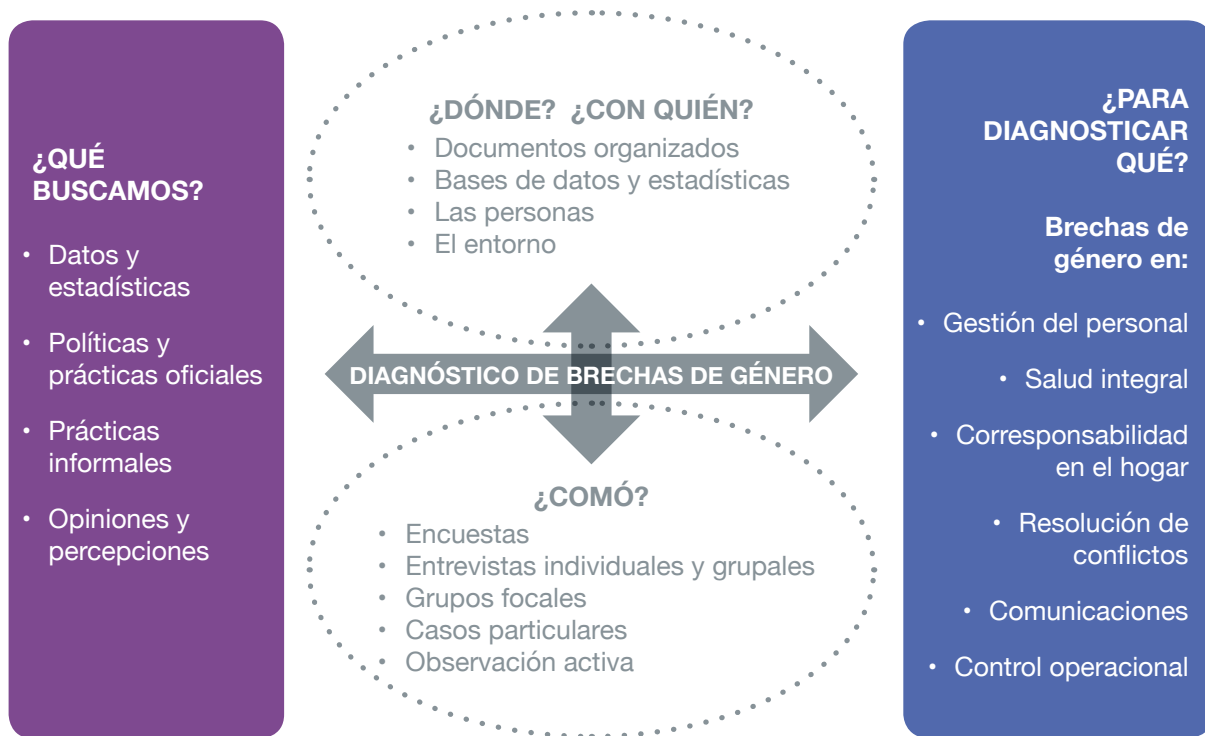 ¿QUÉ
BUSCAMOS?
• Datos y
estadísticas
• Políticas y
prácticas oficiales
• Prácticas
informales
• Opiniones y
percepciones
¿DÓNDE? ¿CON QUIÉN?
• Documentos organizados
• Bases de datos y estadísticas
• Las personas
• El entorno
DIAGNÓSTICO DE BRECHAS DE GÉNERO
¿COMÓ?
• Encuestas
• Entrevistas individuales y grupales
• Grupos focales
• Casos particulares
• Observación activa
¿PARA
DIAGNOSTICAR
QUÉ?
Brechas de
género en:
• Gestión del personal
• Salud integral
• Corresponsabilidad
en el hogar
• Resolución de
conflictos
• Comunicaciones
• Control operacional